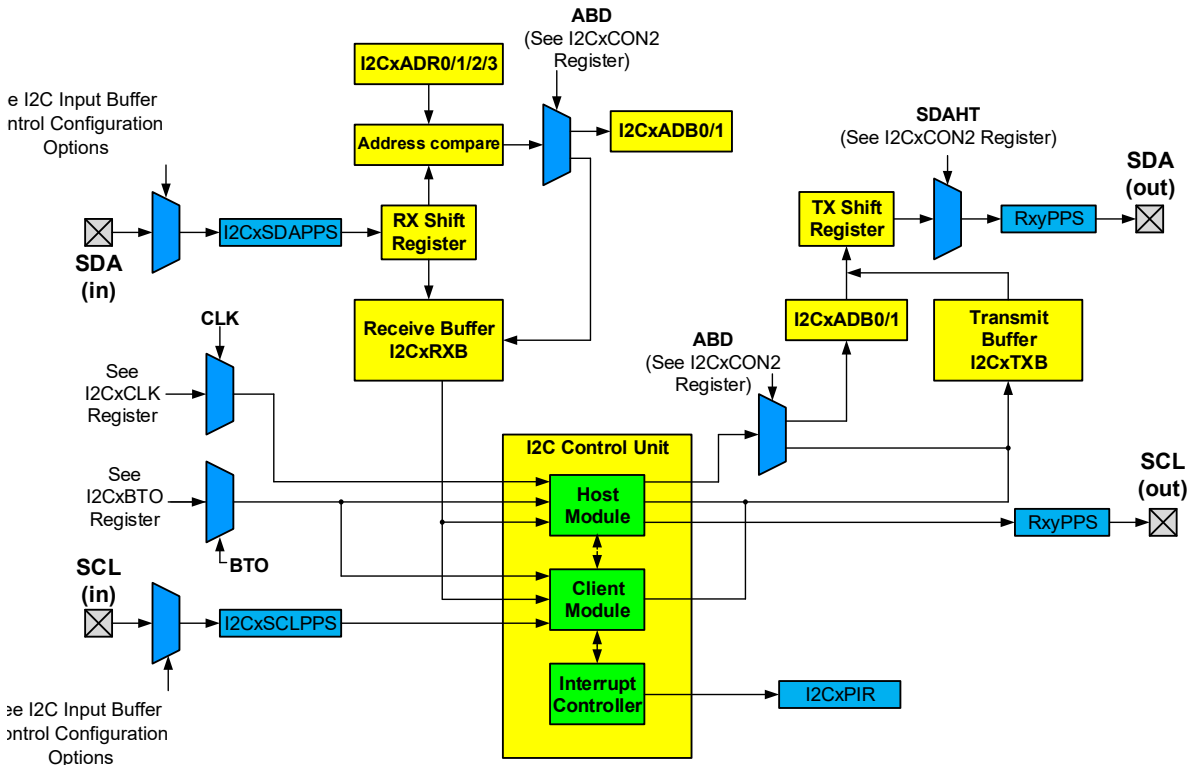 ABD
(See I2CxCON2
Register)
I2CxADR0/1/2/3
e I2C Input Buffer
ntrol Configuration
Options
Address compare
I2CxADB0/1
SDAHT
(See I2CxCON2 Register)
SDA
(out)
I2CxSDAPPS
RX Shift
Register
TX Shift
Register
RxyPPS
SDA
(in)
CLK
Receive Buffer
I2CxRXB
I2CxADB0/1
Transmit
Buffer
I2CxTXB
ABD
(See I2CxCON2
Register)
See
I2CxCLK
Register
I2C Control Unit
See
I2CxBTO
Register
Host
Module
SCL
(out)
RxyPPS
BTO
SCL
(in)
Client
Module
I2CxSCLPPS
Interrupt
Controller
I2CxPIR
ee I2C Input Buffer
ontrol Configuration
Options